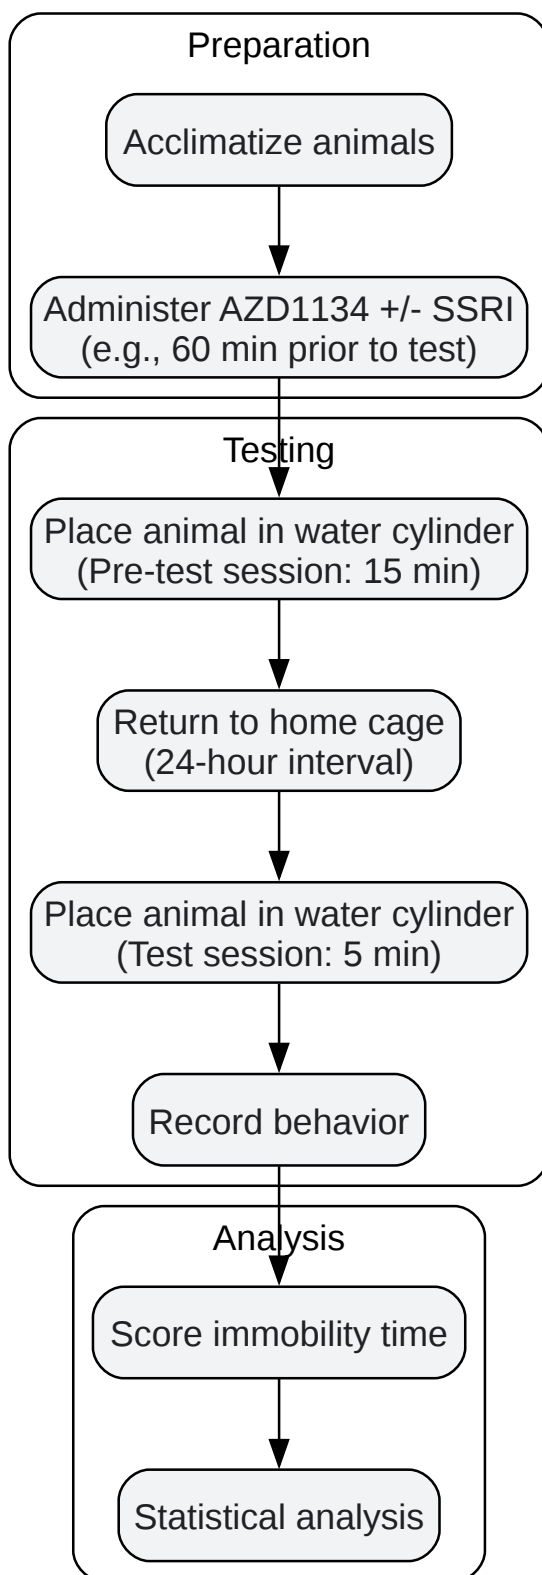 Preparation
Acclimatize animals
Administer AZD1134 +/- SSRI
(e.g., 60 min prior to test)
Testing
Place animal in water cylinder
(Pre-test session: 15 min)
Return to home cage
(24-hour interval)
Place animal in water cylinder
(Test session: 5 min)
Record behavior
Analysis
Score immobility time
Statistical analysis